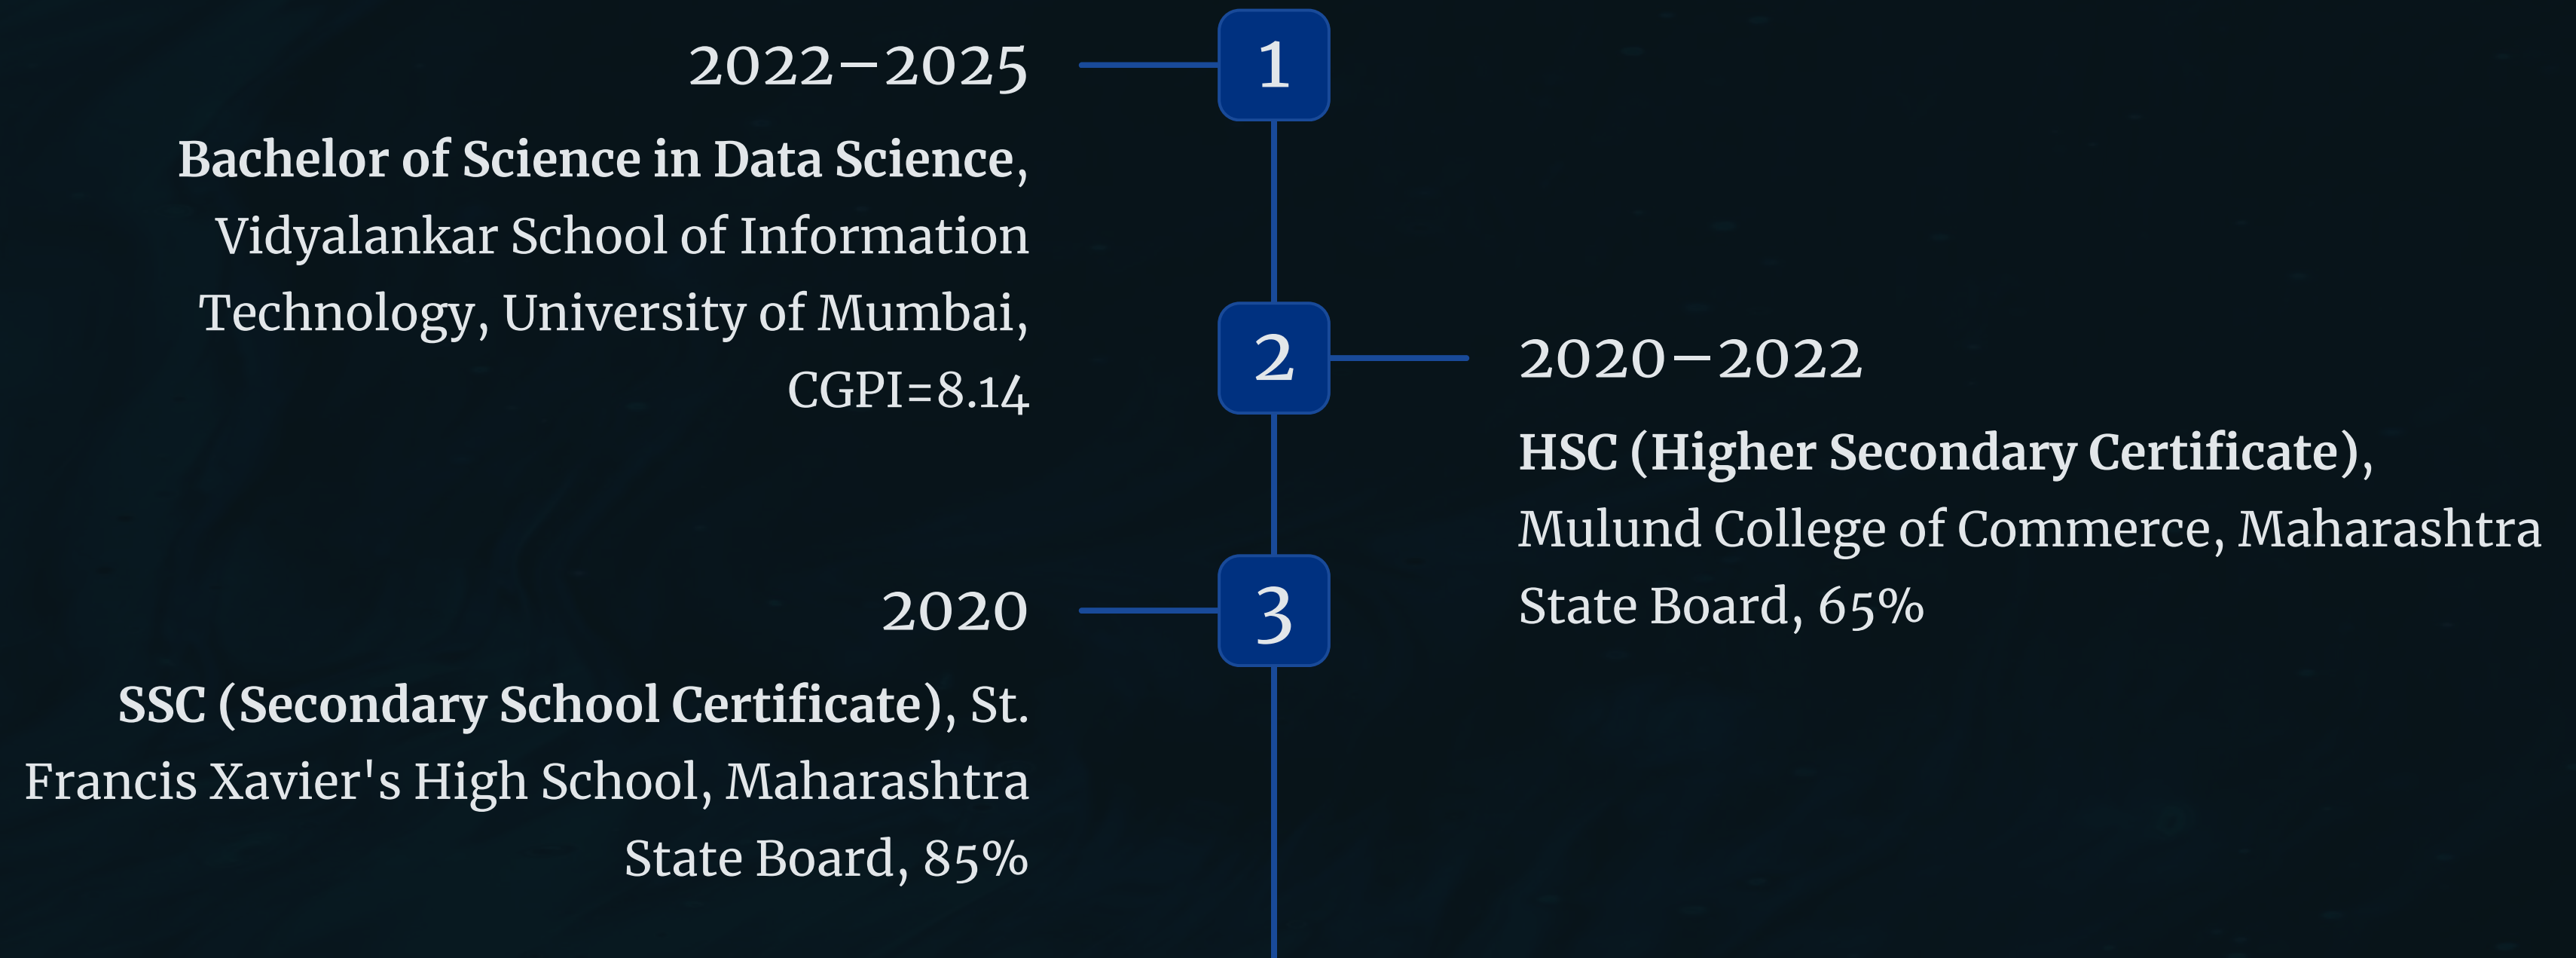 1
2022–2025
Bachelor of Science in Data Science,
Vidyalankar School of Information
Technology, University of Mumbai,
CGPI=8.14
2
2020–2022
HSC (Higher Secondary Certificate),
Mulund College of Commerce, Maharashtra
State Board, 65%
3
2020
SSC (Secondary School Certificate), St.
Francis Xavier's High School, Maharashtra
State Board, 85%